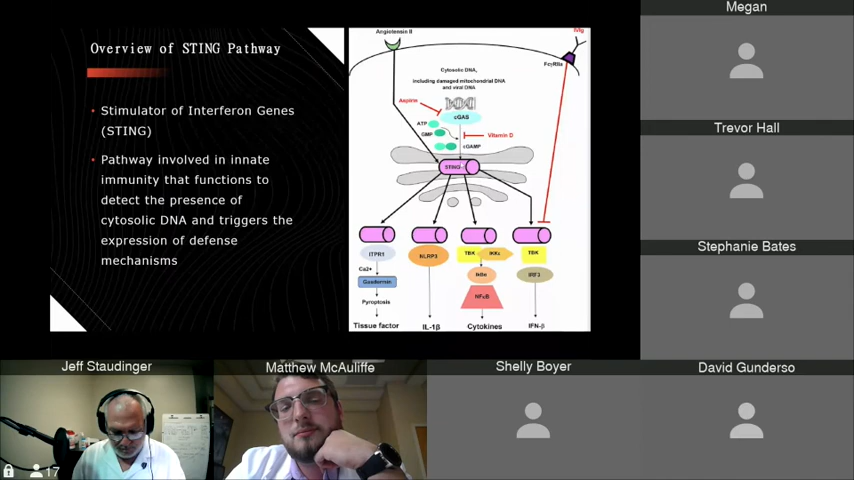 Overview of STING Pathway
• Stimulator of Interferon Genes
(STING)
• Pathway involved in innate
immunity that functions to
detect the presence of
cytosolic DNA and triggers the
expression of defense
mechanisms
Angiotensin II
IVIg
FcγRIIa
Cytosolic DNA,
including damaged mitochondrial DNA
and viral DNA
Aspirin
cGAS
ATP
GMP
Vitamin D
cGAMP
STING
ITPR1
NLRP3
TBK
IKKε
TBK
Ca2+
IRF3
Gasdermin
NFκB
Pyroptosis
Tissue factor
IL-1β
Cytokines
IFN-β
Megan
Trevor Hall
Stephanie Bates
Jeff Staudinger
Matthew McAuliffe
Shelly Boyer
David Gunderso
17